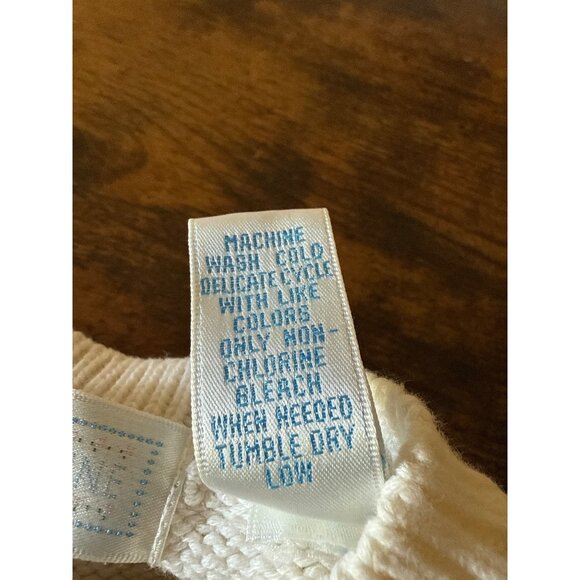 MACHINE
WASH COLD
DELICATE CYCLE
WITH LIKE
COLORS
ONLY NON-
CHLORINE
BLEACH
WHEN NEEDED
TUMBLE DRY
LOW